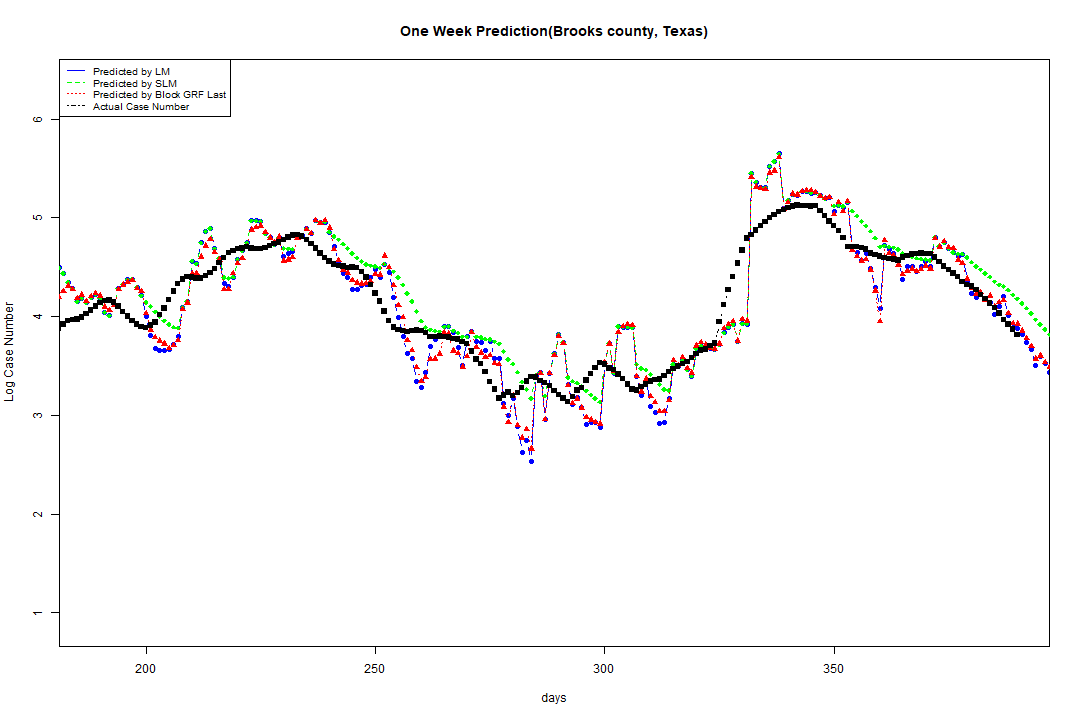 One Week Prediction(Brooks county, Texas)
Predicted by LM
Predicted by SLM
Predicted by Block GRF Last
Actual Case Number
Log Case Number
6
5
4
3
2
1
200 250 300 350
days